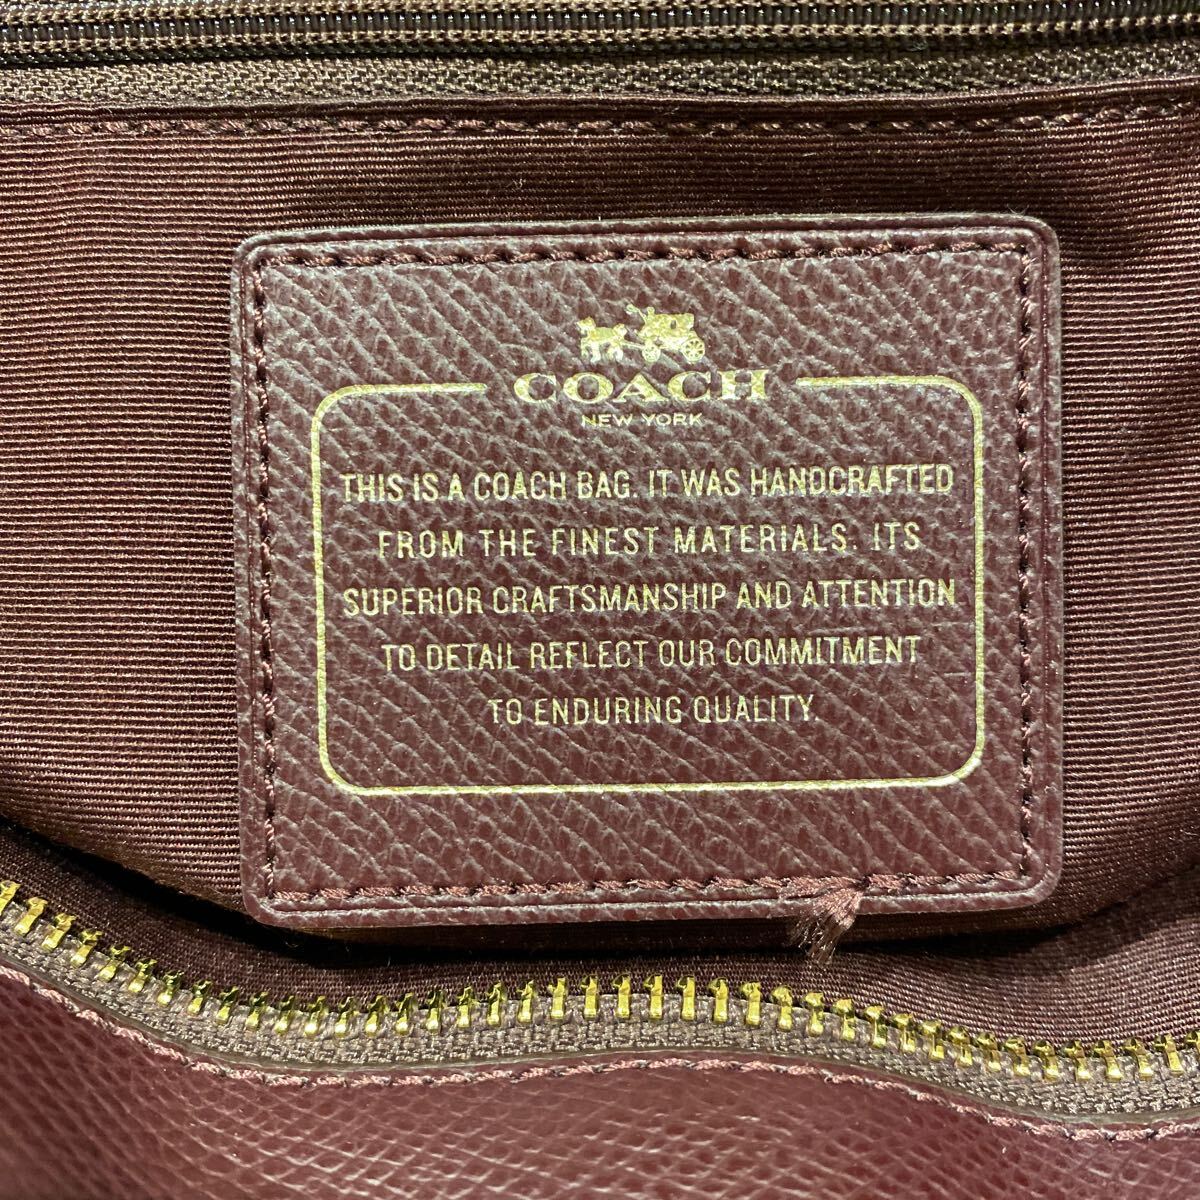 COACH
NEW YORK
THIS IS A COACH BAG. IT WAS HANDCRAFTED
FROM THE FINEST MATERIALS. ITS
SUPERIOR CRAFTSMANSHIP AND ATTENTION
TO DETAIL REFLECT OUR COMMITMENT
TO ENDURING QUALITY.